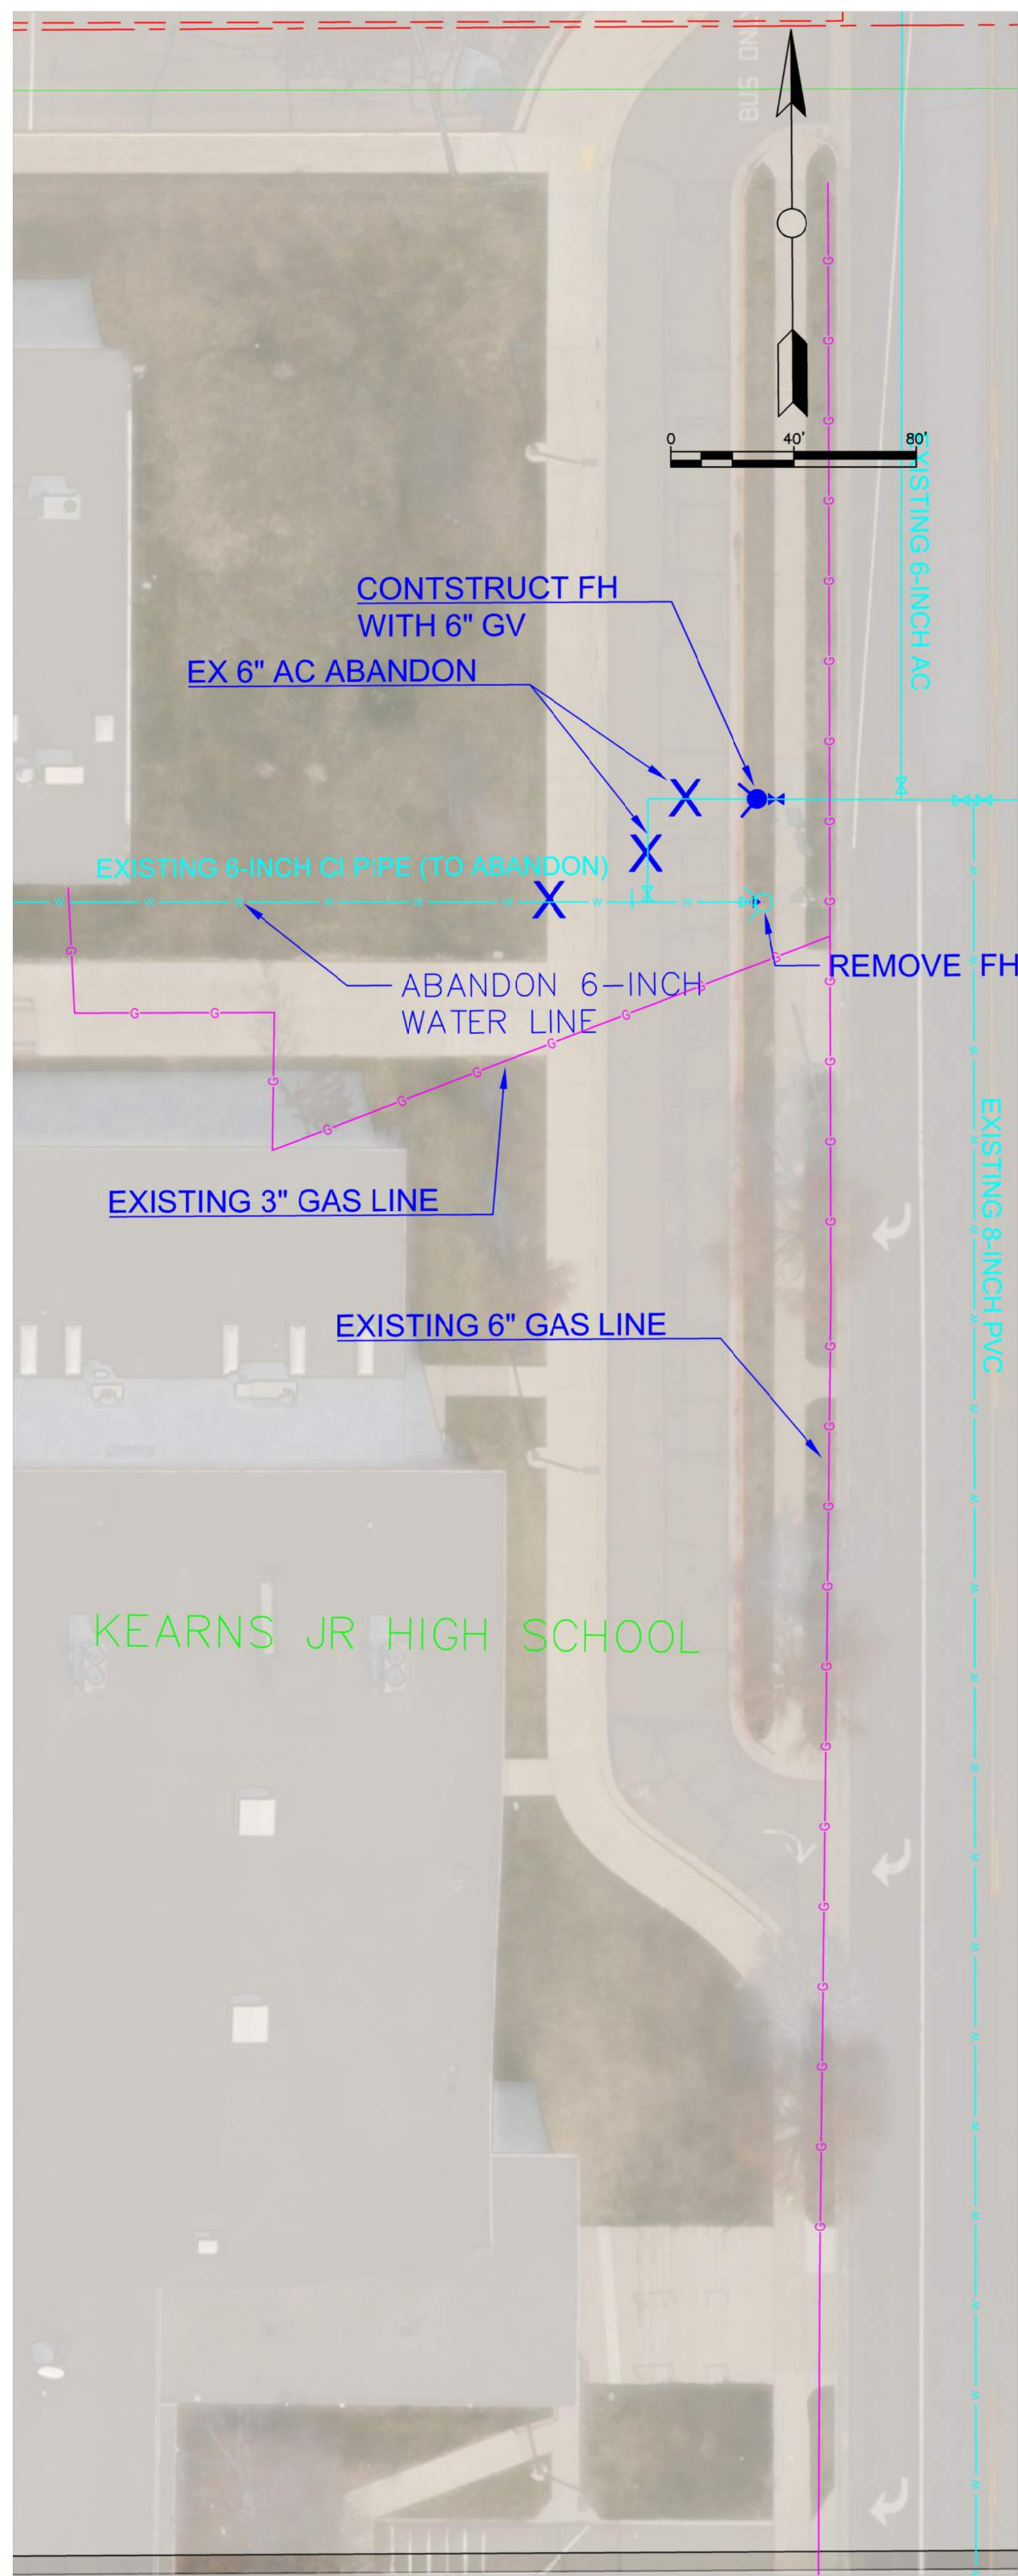 BUS ON
0 40' 80'
EXISTING 6-INCH AC
CONTSTRUCT FH
WITH 6" GV
EX 6" AC ABANDON
EXISTING 6-INCH CI PIPE (TO ABANDON)
REMOVE FH
ABANDON 6-INCH
WATER LINE
EXISTING 8-INCH PVC
EXISTING 3" GAS LINE
EXISTING 6" GAS LINE
KEARNS JR HIGH SCHOOL